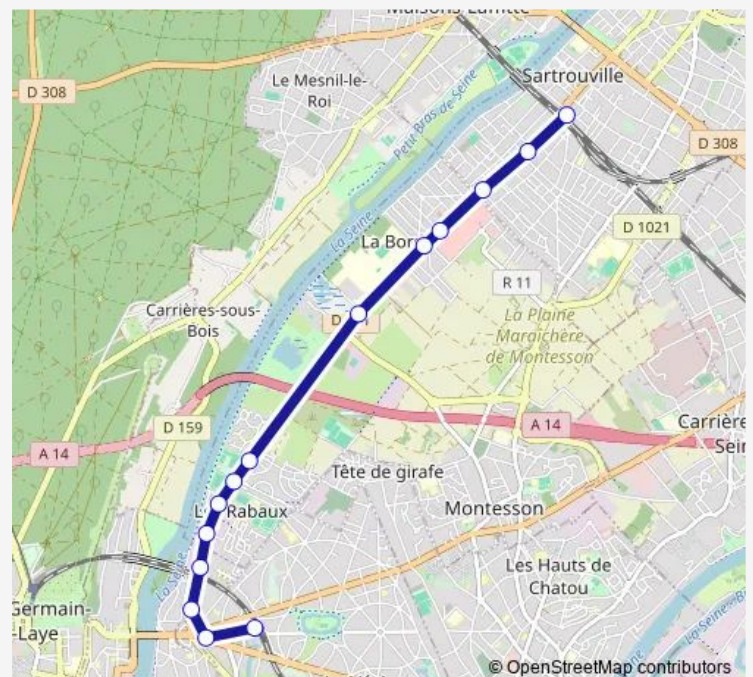 Maisons-Laffitte
Sartrouville
Le Mesnil-le-
Roi
D 308
Petit Bras de Seine
D 308
La Seine
La Bor
D 1021
R 11
La Plaine
Maraîchère
de Montesson
Carrières-sous-
Bois
D
D 159
A 14
A 14
Carrière
Sei
Tête de girafe
Rabaux
Montesson
Les Hauts de
Chatou
La Seine
Germain-
-Laye
La Seine
© OpenStreetMap contributors